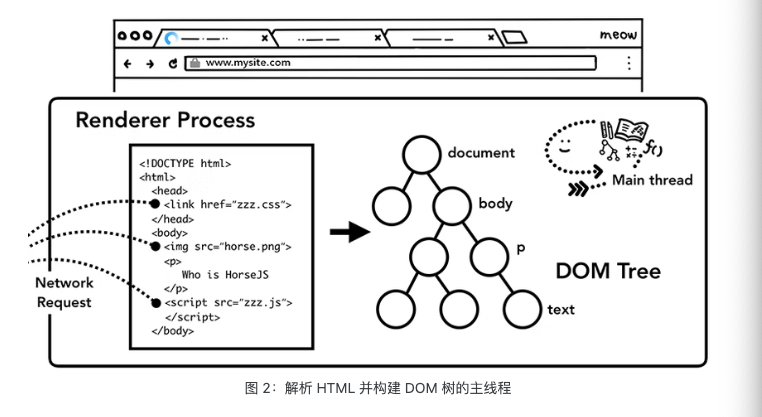 meow
www.mysite.com
Renderer Process
<!DOCTYPE html>
<html>
<head>
<link href="zzz.css">
</head>
<body>
<img src="horse.png">
<p>
Who is HorseJS
</p>
<script src="zzz.js">
</script>
</body>
Network
Request
document
body
p
text
DOM Tree
f()
Main thread
图 2：解析 HTML 并构建 DOM 树的主线程